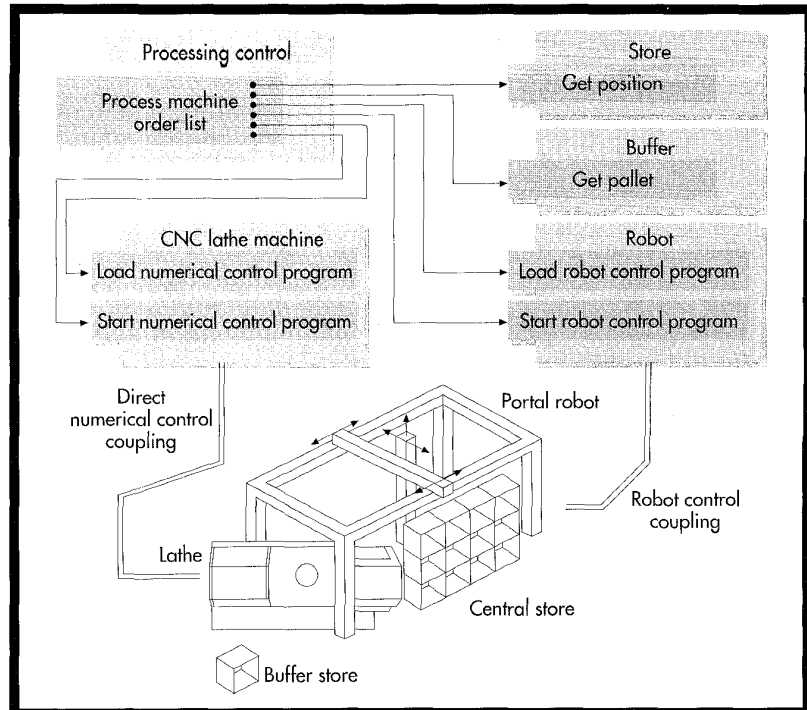 Processing control
Process machine
order list
Store
Get position
Buffer
Get pallet
CNC lathe machine
Load numerical control program
Start numerical control program
Robot
Load robot control program
Start robot control program
Direct
numerical control
coupling
Portal robot
Robot control
coupling
Lathe
Central store
Buffer store